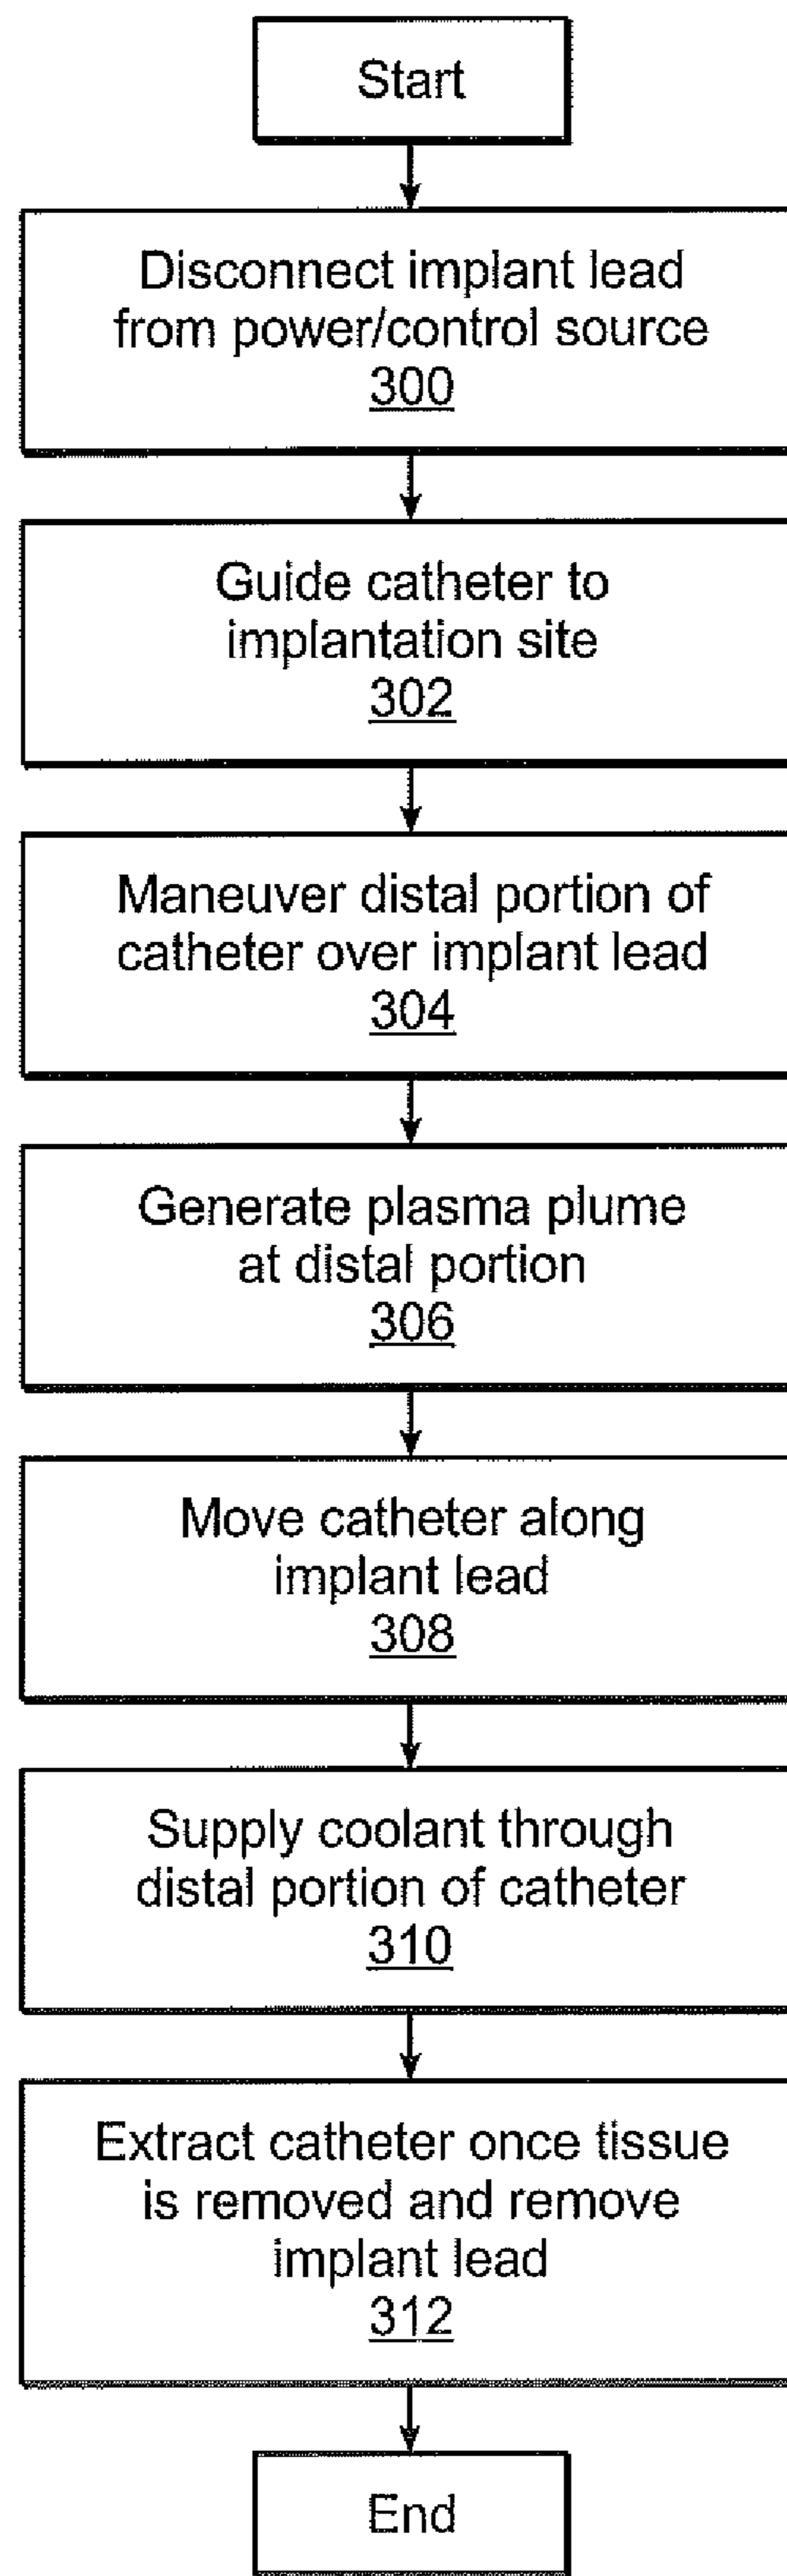 Start
Disconnect implant lead
from power/control source
300
Guide catheter to
implantation site
302
Maneuver distal portion of
catheter over implant lead
304
Generate plasma plume
at distal portion
306
Move catheter along
implant lead
308
Supply coolant through
distal portion of catheter
310
Extract catheter once tissue
is removed and remove
implant lead
312
End